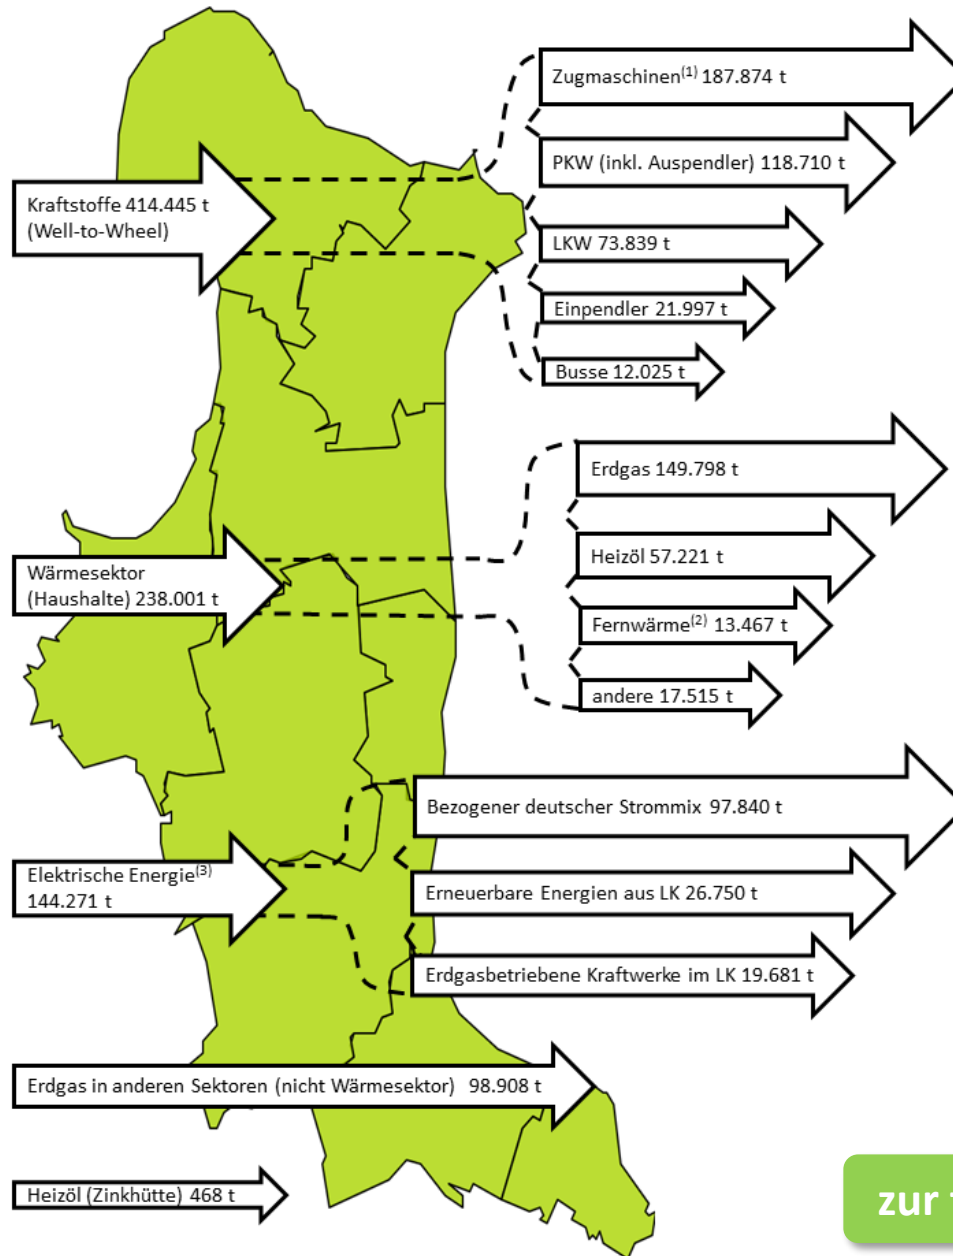 Zugmaschinen(1) 187.874 t
PKW (inkl. Auspendler) 118.710 t
Kraftstoffe 414.445 t
(Well-to-Wheel)
LKW 73.839 t
Einpendler 21.997 t
Busse 12.025 t
Erdgas 149.798 t
Heizöl 57.221 t
Wärmesektor
(Haushalte) 238.001 t
Fernwärme(2) 13.467 t
andere 17.515 t
Bezogener deutscher Strommix 97.840 t
Elektrische Energie(3)
144.271 t
Erneuerbare Energien aus LK 26.750 t
Erdgasbetriebene Kraftwerke im LK 19.681 t
Erdgas in anderen Sektoren (nicht Wärmesektor) 98.908 t
Heizöl (Zinkhütte) 468 t
zur